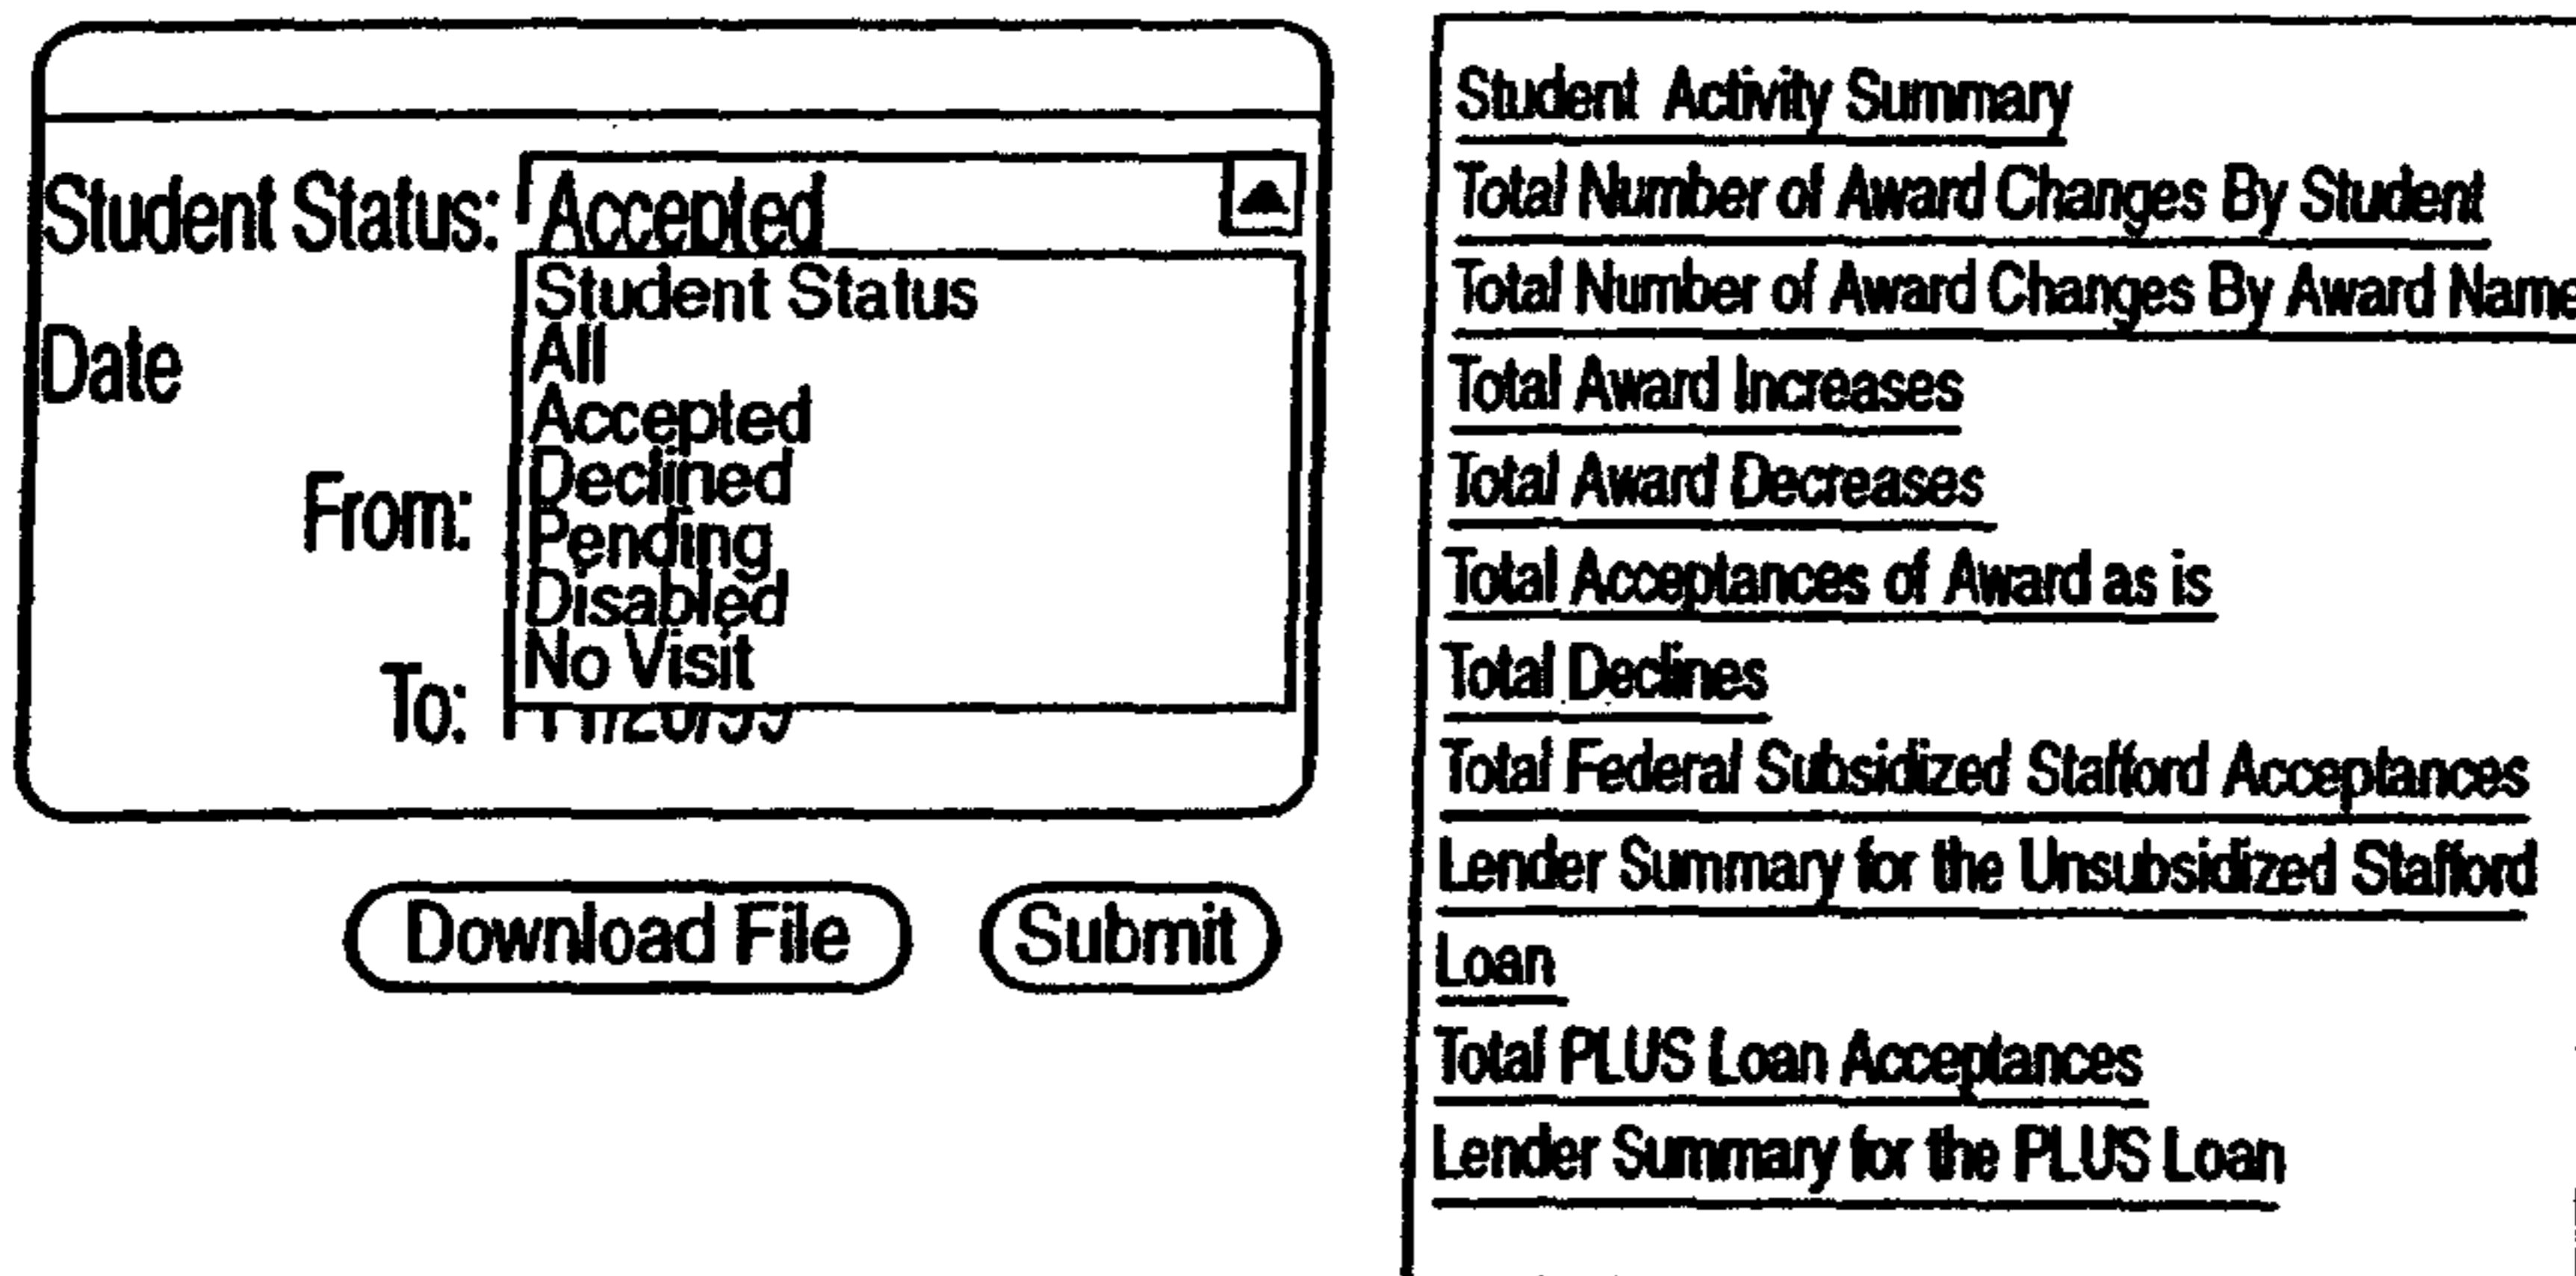 Student Status: Accepted
Student Status
All
Accepted
Declined
Pending
Disabled
No Visit
Date
From:
To:
Download File
Submit
Student Activity Summary
Total Number of Award Changes By Student
Total Number of Award Changes By Award Name
Total Award Increases
Total Award Decreases
Total Acceptances of Award as is
Total Declines
Total Federal Subsidized Stafford Acceptances
Lender Summary for the Unsubsidized Stafford
Loan
Total PLUS Loan Acceptances
Lender Summary for the PLUS Loan